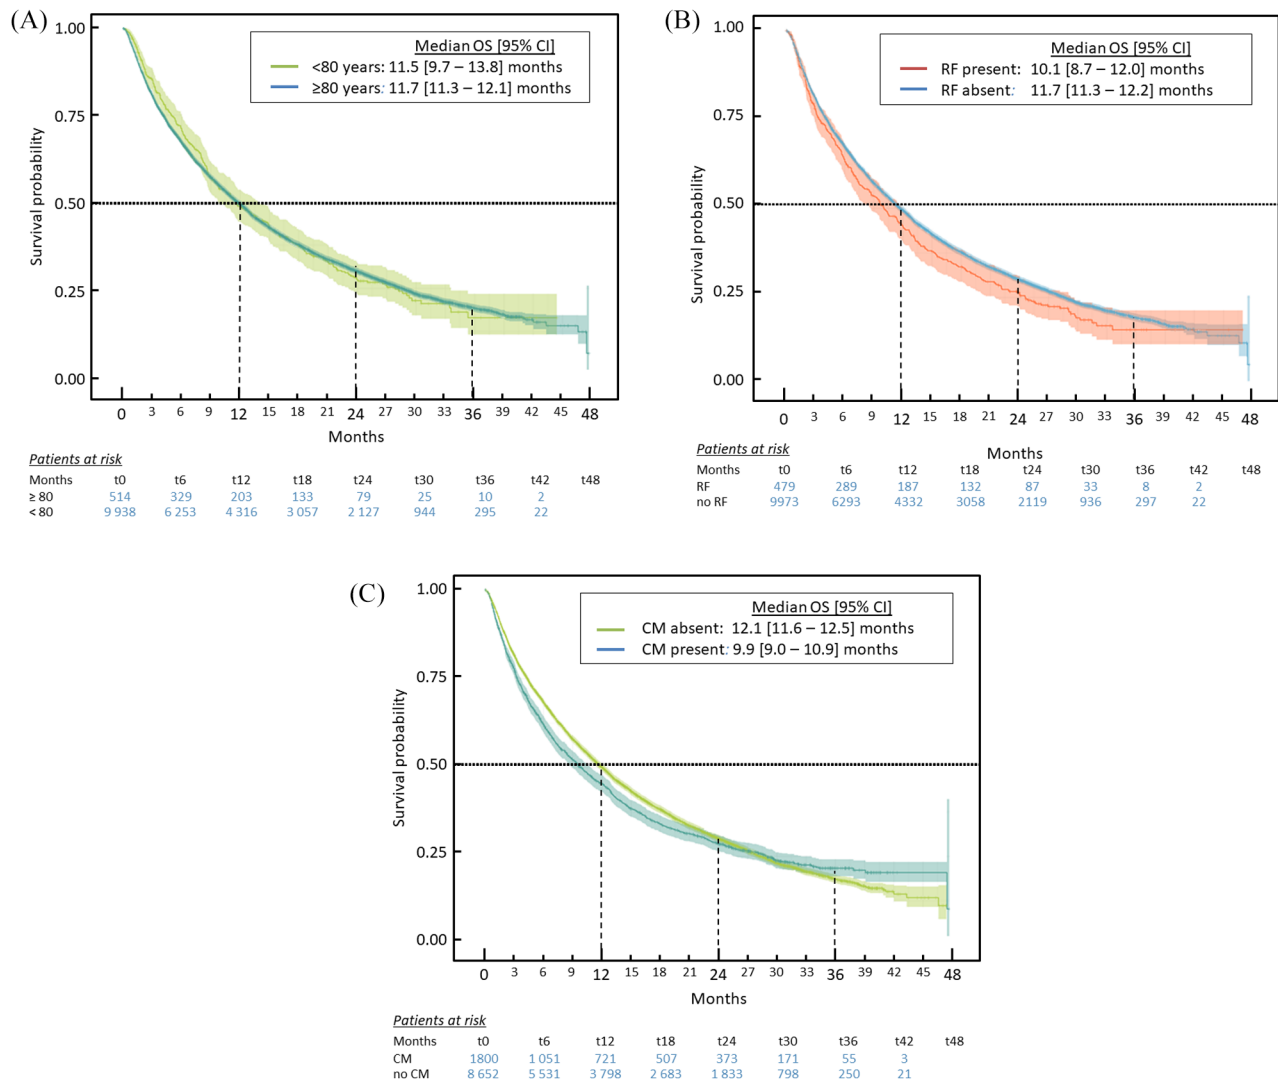 (A)
Median OS [95% CI]
<80 years: 11.5 [9.7 – 13.8] months
≥80 years: 11.7 [11.3 – 12.1] months
Survival probability
1.00
0.75
0.50
0.25
0.00
0 3 6 9 12 15 18 21 24 27 30 33 36 39 42 45 48
Months
Patients at risk
Months t0 t6 t12 t18 t24 t30 t36 t42 t48
≥ 80 514 329 203 133 79 25 10 2
< 80 9 938 6 253 4 316 3 057 2 127 944 295 22
(B)
Median OS [95% CI]
RF present: 10.1 [8.7 – 12.0] months
RF absent: 11.7 [11.3 – 12.2] months
Survival probability
1.00
0.75
0.50
0.25
0.00
0 3 6 9 12 15 18 21 24 27 30 33 36 39 42 45 48
Months
Patients at risk
Months t0 t6 t12 t18 t24 t30 t36 t42 t48
RF 479 289 187 132 87 33 8 2
no RF 9973 6293 4332 3058 2119 936 297 22
(C)
Median OS [95% CI]
CM absent: 12.1 [11.6 – 12.5] months
CM present: 9.9 [9.0 – 10.9] months
Survival probability
1.00
0.75
0.50
0.25
0.00
0 3 6 9 12 15 18 21 24 27 30 33 36 39 42 45 48
Months
Patients at risk
Months t0 t6 t12 t18 t24 t30 t36 t42 t48
CM 1800 1 051 721 507 373 171 55 3
no CM 8 652 5 531 3 798 2 683 1 833 798 250 21